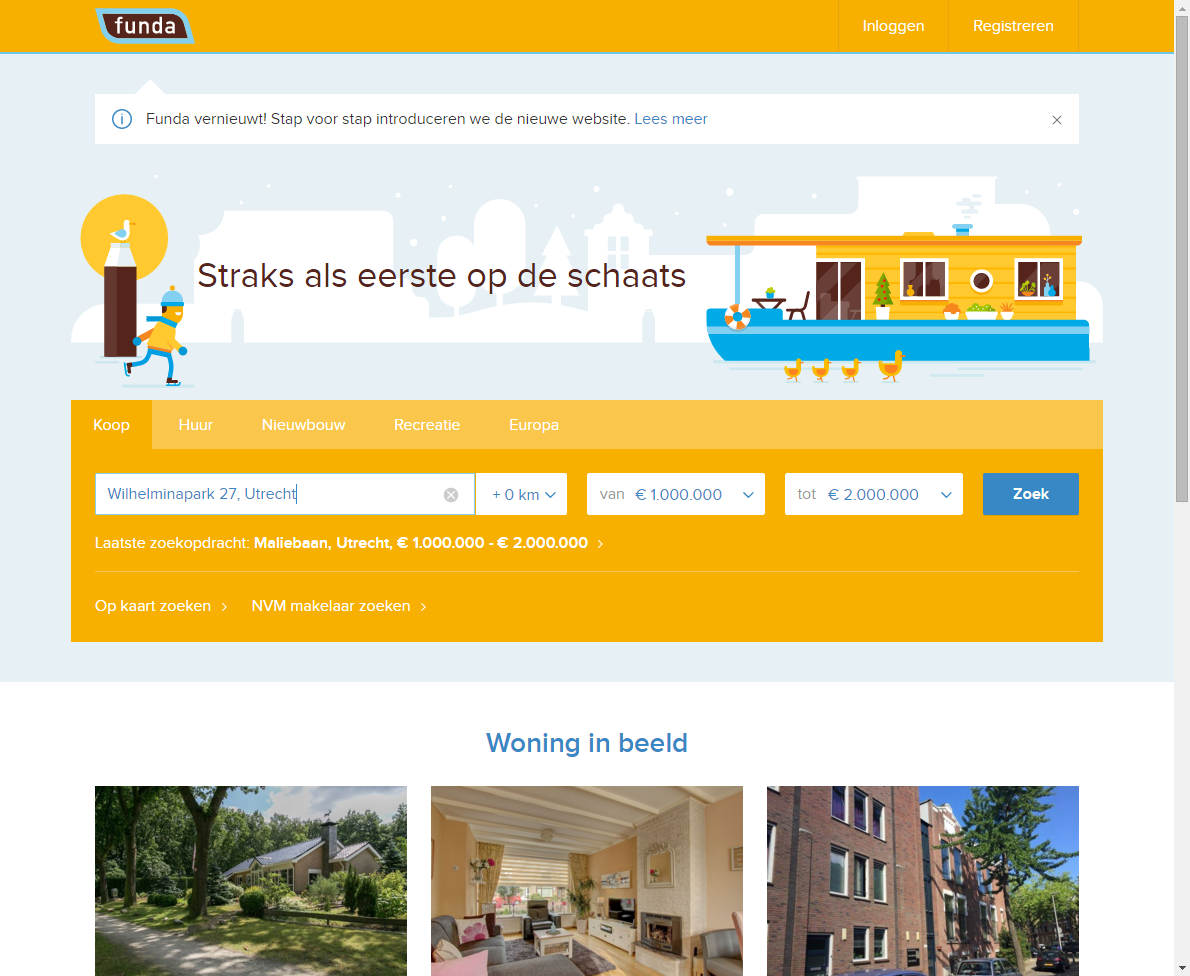 funda
Inloggen Registreren
Funda vernieuwt! Stap voor stap introduceren we de nieuwe website. Lees meer
Straks als eerste op de schaats
Koop Huur Nieuwbouw Recreatie Europa
Wilhelminapark 27, Utrecht + 0 km van € 1.000.000 tot € 2.000.000 Zoek
Laatste zoekopdracht: Maliebaan, Utrecht, € 1.000.000 - € 2.000.000
Op kaart zoeken NVM makelaar zoeken
Woning in beeld